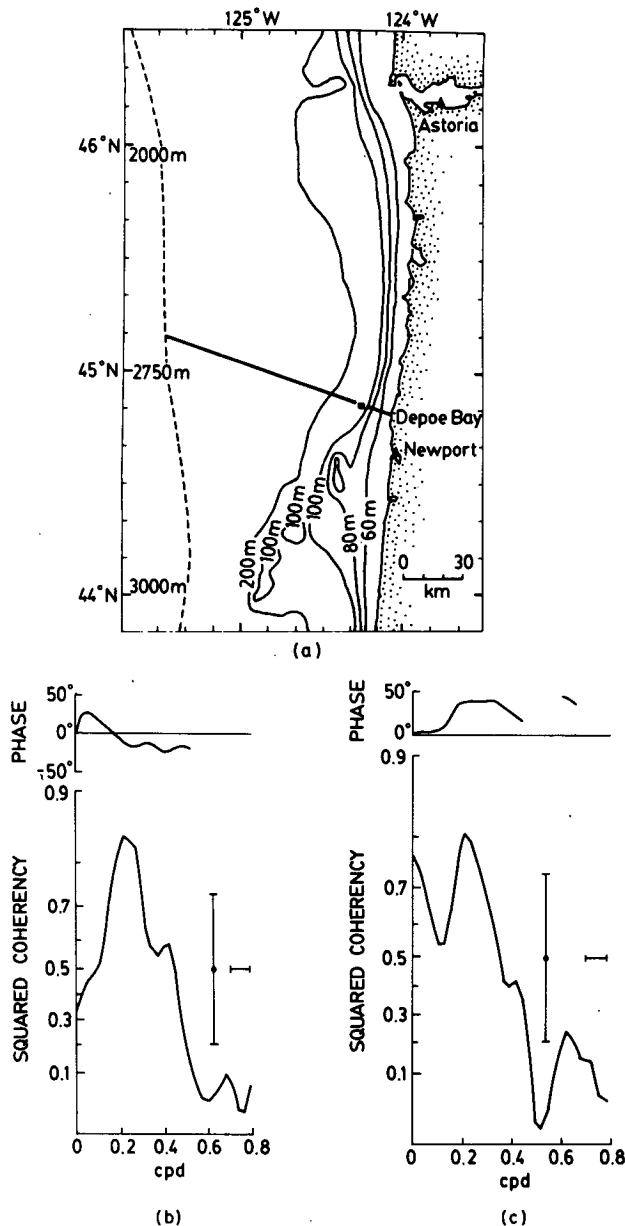 125°W 124°W
Astoria
46°N
2000m
45°N
2750m
Depoe Bay
Newport
200m
100m
100m
100m
80m
60m
0 30
km
44°N
3000m
(a)
PHASE
50°
0°
-50°
SQUARED COHERENCY
0.9
0.7
0.5
0.3
0.1
0 0.2 0.4 0.6 0.8
cpd
(b)
PHASE
50°
0°
SQUARED COHERENCY
0.9
0.7
0.5
0.3
0.1
0 0.2 0.4 0.6 0.8
cpd
(c)